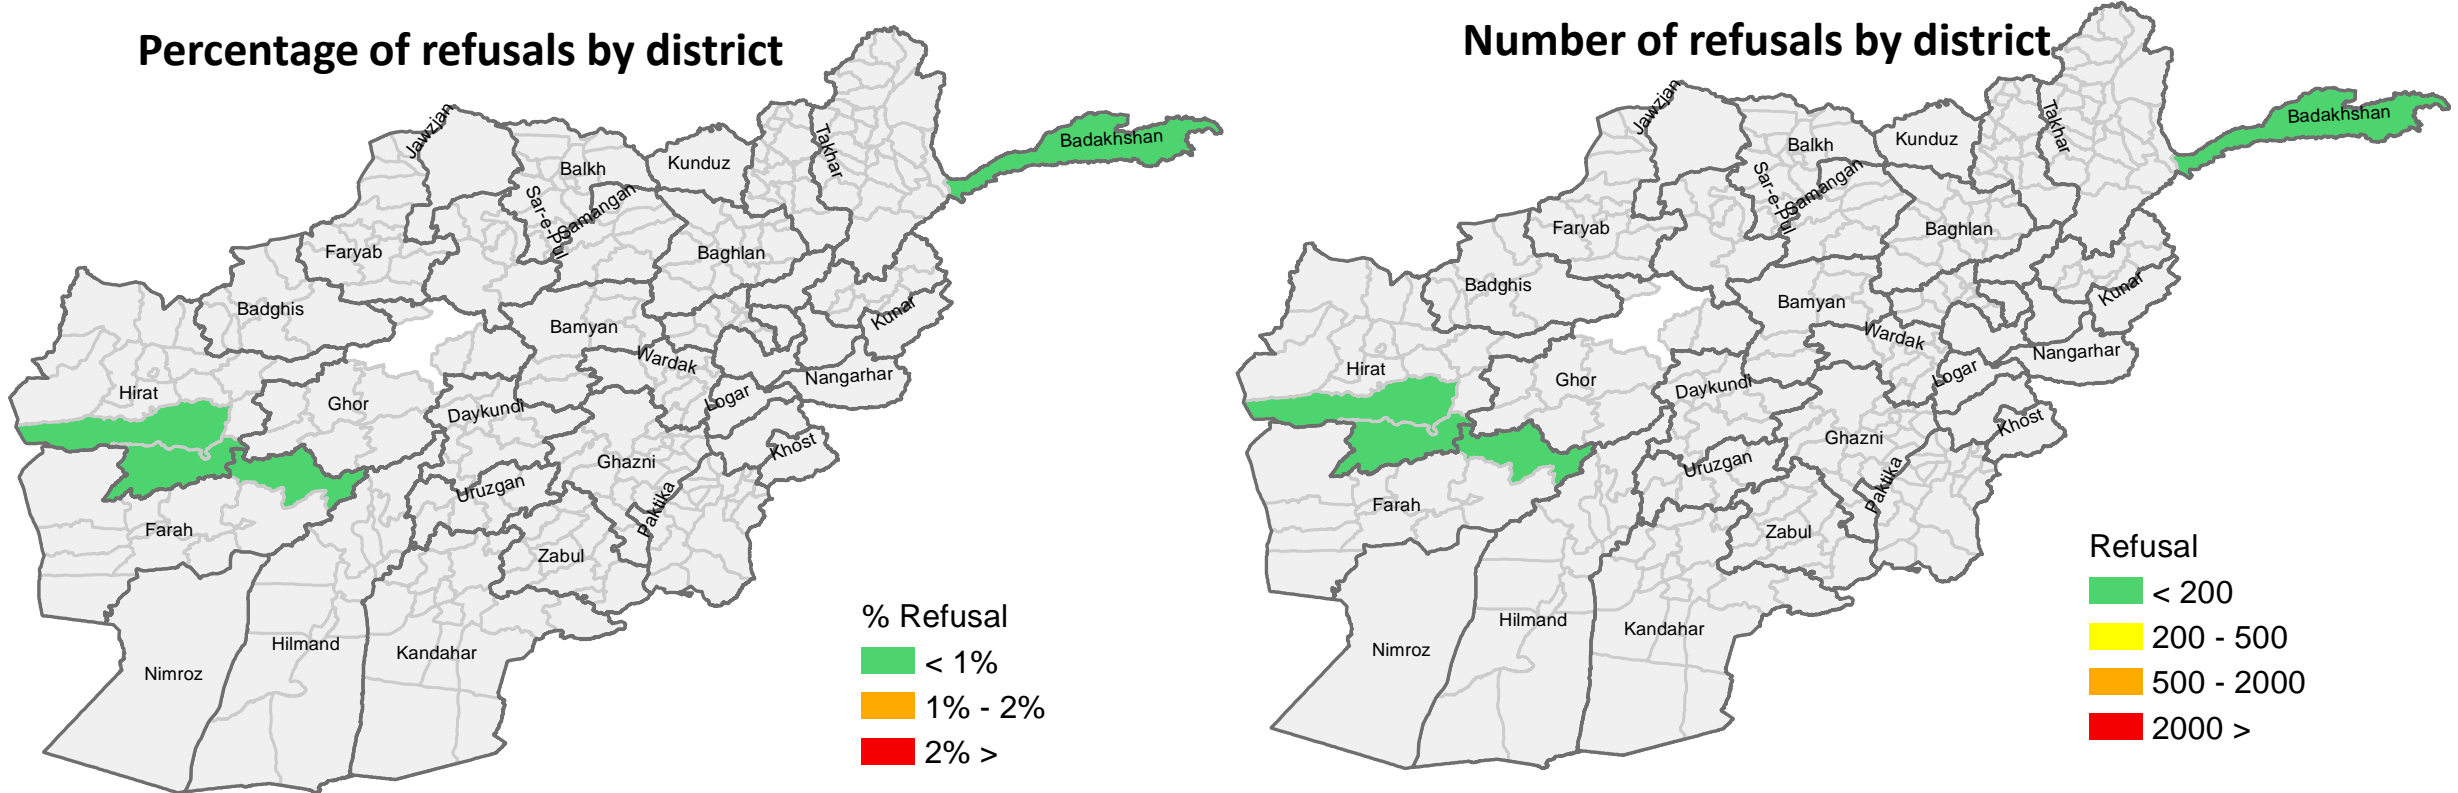 Percentage of refusals by district
Jawzjan
Balkh
Kunduz
Takhar
Badakhshan
Sar-e-Pul
Samangan
Faryab
Baghlan
Badghis
Bamyan
Kunar
Wardak
Hirat
Ghor
Daykundi
Logar
Nangarhar
Khost
Ghazni
Uruzgan
Paktika
Farah
Zabul
Hilmand
Kandahar
Nimroz
% Refusal
< 1%
1% - 2%
2% >
Number of refusals by district
Jawzjan
Balkh
Kunduz
Takhar
Badakhshan
Sar-e-Pul
Samangan
Faryab
Baghlan
Badghis
Bamyan
Kunar
Wardak
Nangarhar
Hirat
Ghor
Daykundi
Logar
Khost
Ghazni
Uruzgan
Paktika
Farah
Zabul
Hilmand
Kandahar
Nimroz
Refusal
< 200
200 - 500
500 - 2000
2000 >